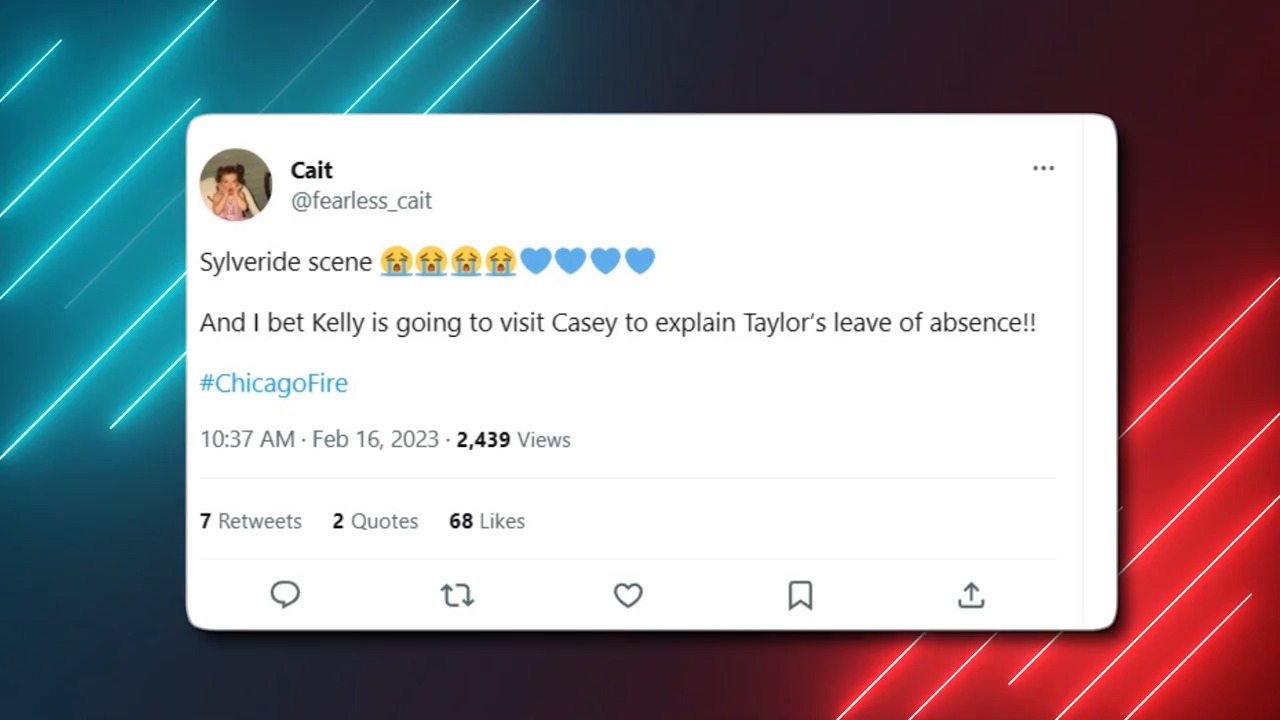 Cait
@fearless_cait
Sylveride scene 😭😭😭😭💙💙💙💙
And I bet Kelly is going to visit Casey to explain Taylor‘s leave of absence!!
#ChicagoFire
10:37 AM · Feb 16, 2023 · 2,439 Views
7 Retweets 2 Quotes 68 Likes